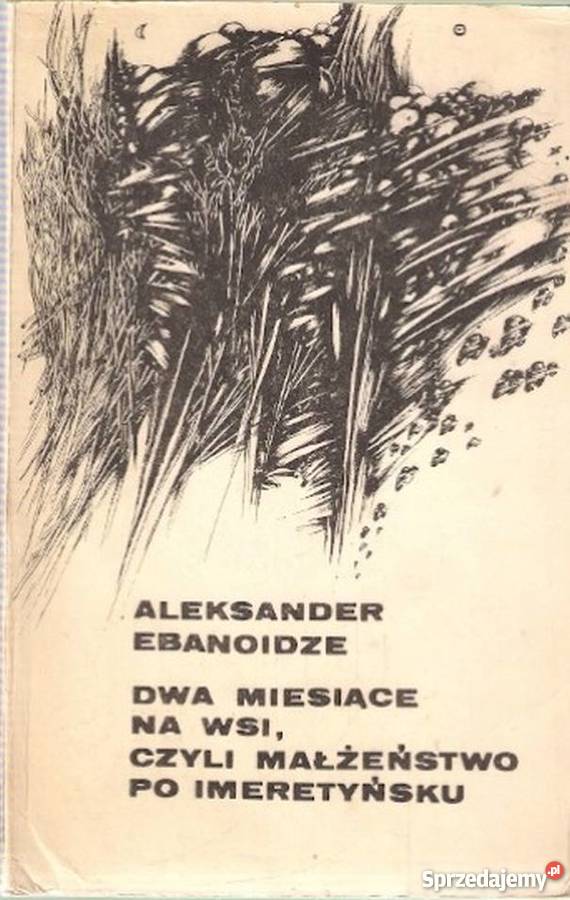 ALEKSANDER
EBANOIDZE
DWA MIESIĄCE
NA WSI,
CZYLI MAŁŻEŃSTWO
PO IMERETYŃSKU
Sprzedajemy.pl